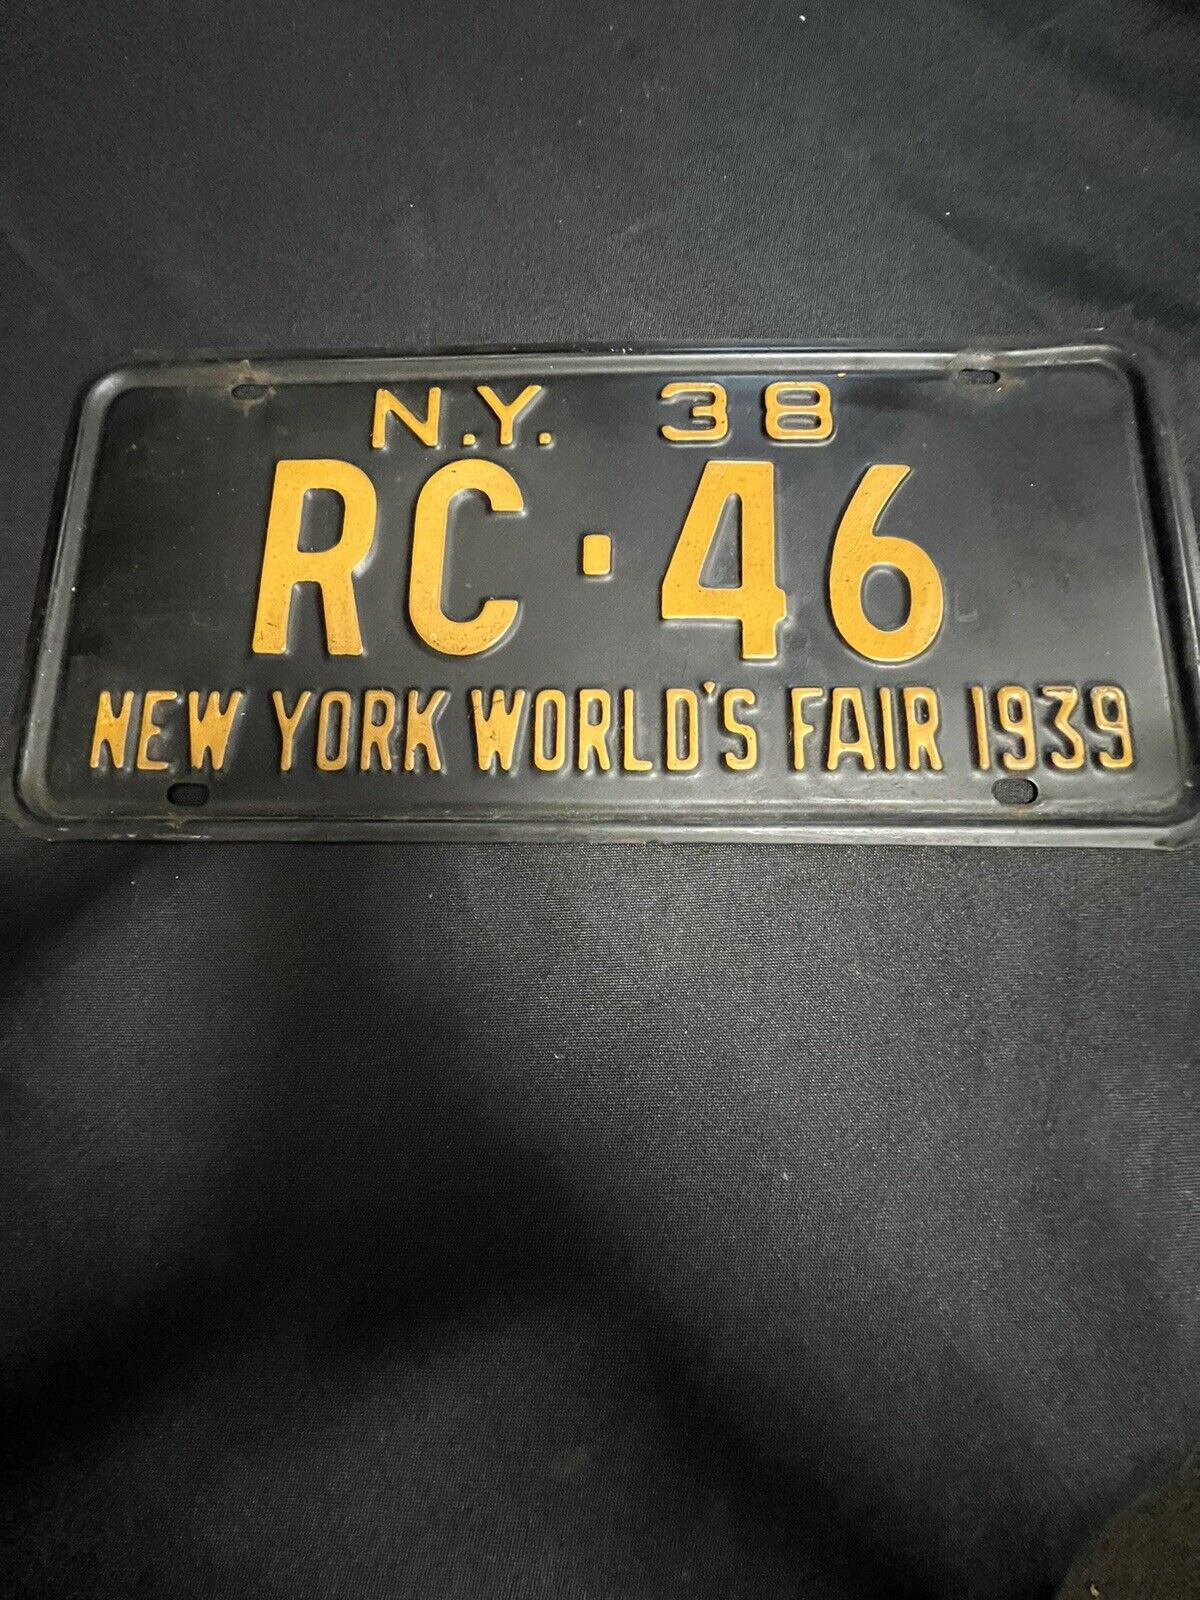 N.Y. 38
RC·46
NEW YORK WORLD'S FAIR 1939